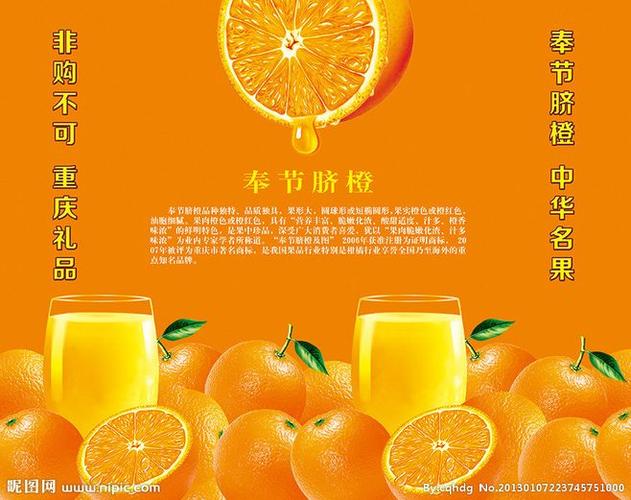 非购不可 重庆礼品
奉节脐橙 中华名果
奉节脐橙
奉节脐橙品种独特、品质独具，果形大，圆球形或短椭圆形，果实橙色或橙红色，
油胞细腻。果肉橙色或橙红色，具有“营养丰富、脆嫩化渣、酸甜适度、汁多、橙香
味浓”的鲜明特色，是果中珍品，深受广大消费者喜爱，犹以“果肉脆嫩化渣、汁多
味浓”为业内专家学者所称道。“奉节脐橙及图” 2006年获准注册为证明商标， 20
07年被评为重庆市著名商标，是我国果品行业特别是柑橘行业享誉全国乃至海外的重
点知名品牌。
昵图网 www.nipic.com
By:cqhdg No.20130107223745751000